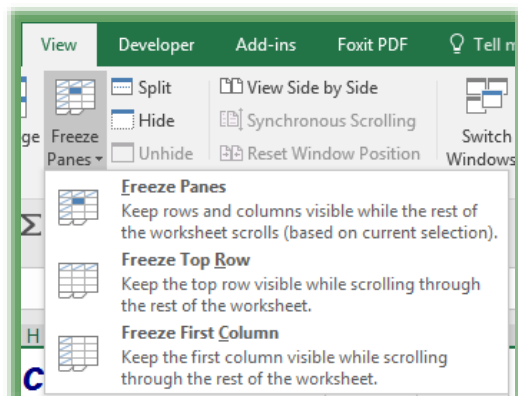 View Developer Add-ins Foxit PDF Tell
Split View Side by Side
Hide Synchronous Scrolling
Freeze Switch
Panes Unhide Reset Window Position Windows
Freeze Panes
Keep rows and columns visible while the rest of
the worksheet scrolls (based on current selection).
Σ
Freeze Top Row
Keep the top row visible while scrolling through
the rest of the worksheet.
Freeze First Column
H
Keep the first column visible while scrolling
through the rest of the worksheet.
C